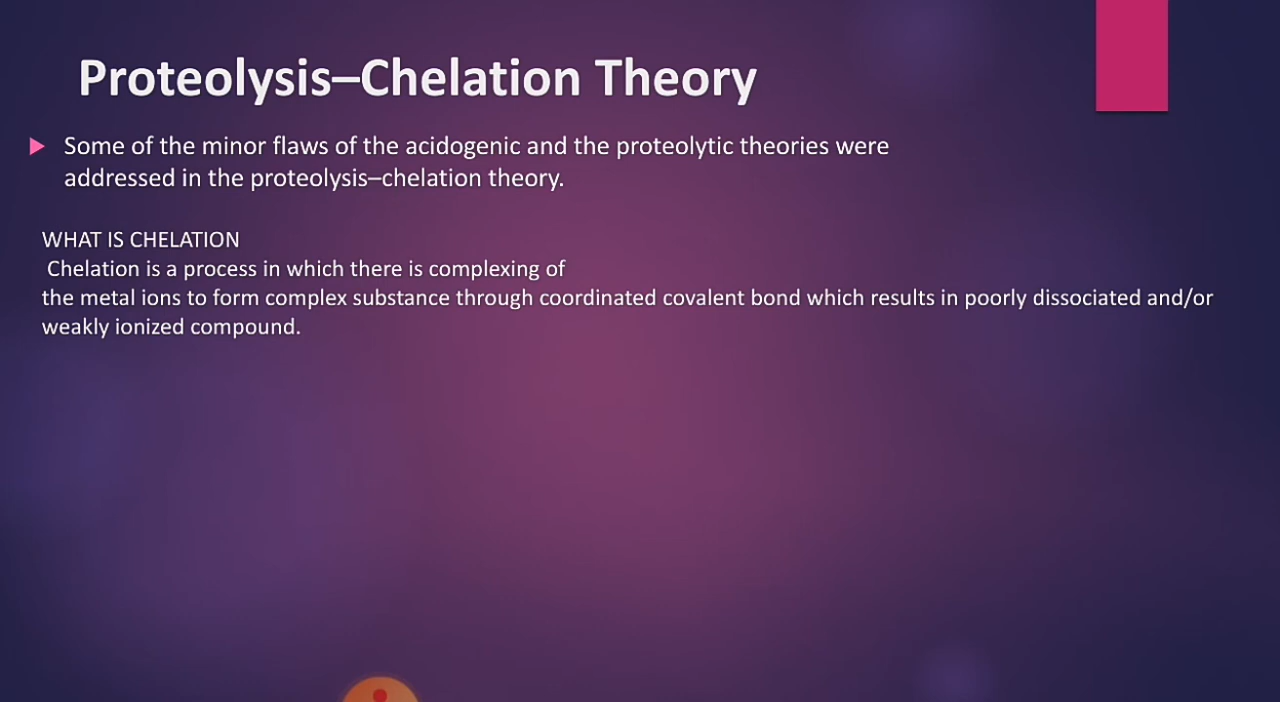 Proteolysis–Chelation Theory
Some of the minor flaws of the acidogenic and the proteolytic theories were
addressed in the proteolysis–chelation theory.
WHAT IS CHELATION
Chelation is a process in which there is complexing of
the metal ions to form complex substance through coordinated covalent bond which results in poorly dissociated and/or
weakly ionized compound.